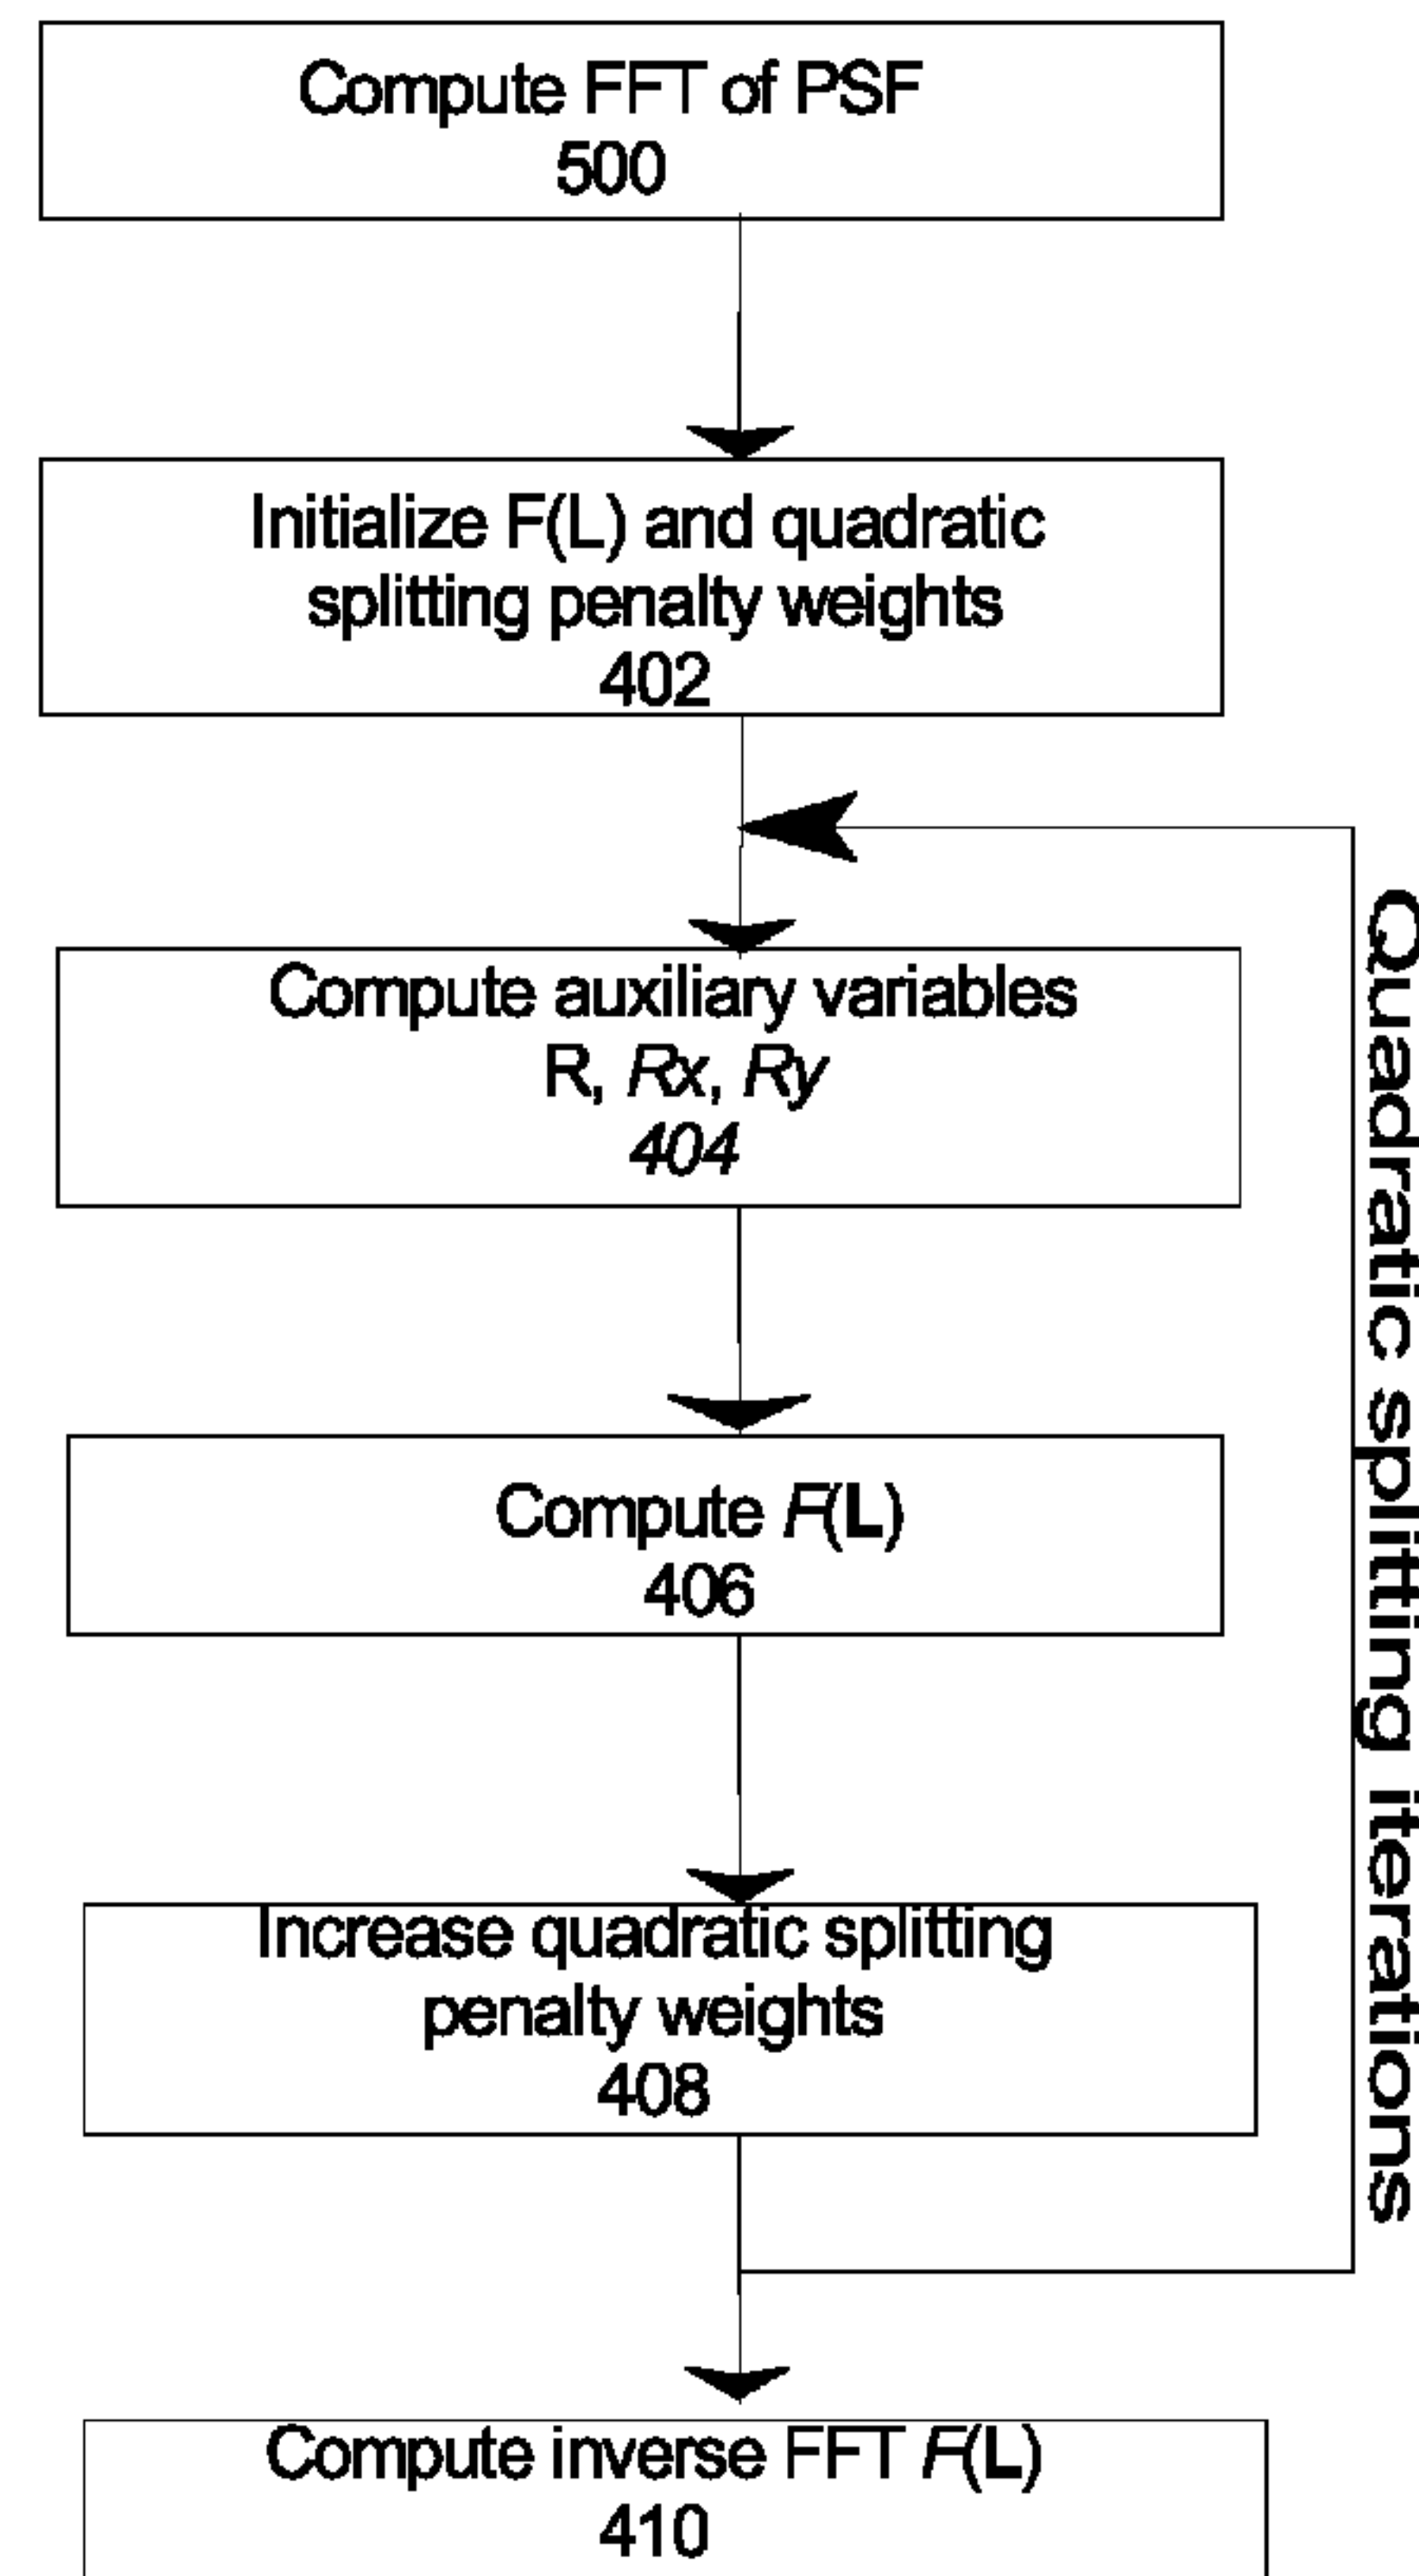 Compute FFT of PSF
500
Initialize F(L) and quadratic
splitting penalty weights
402
Compute auxiliary variables
R, Rx, Ry
404
Compute F(L)
406
Increase quadratic splitting
penalty weights
408
Compute inverse FFT F(L)
410
Quadratic splitting iterations